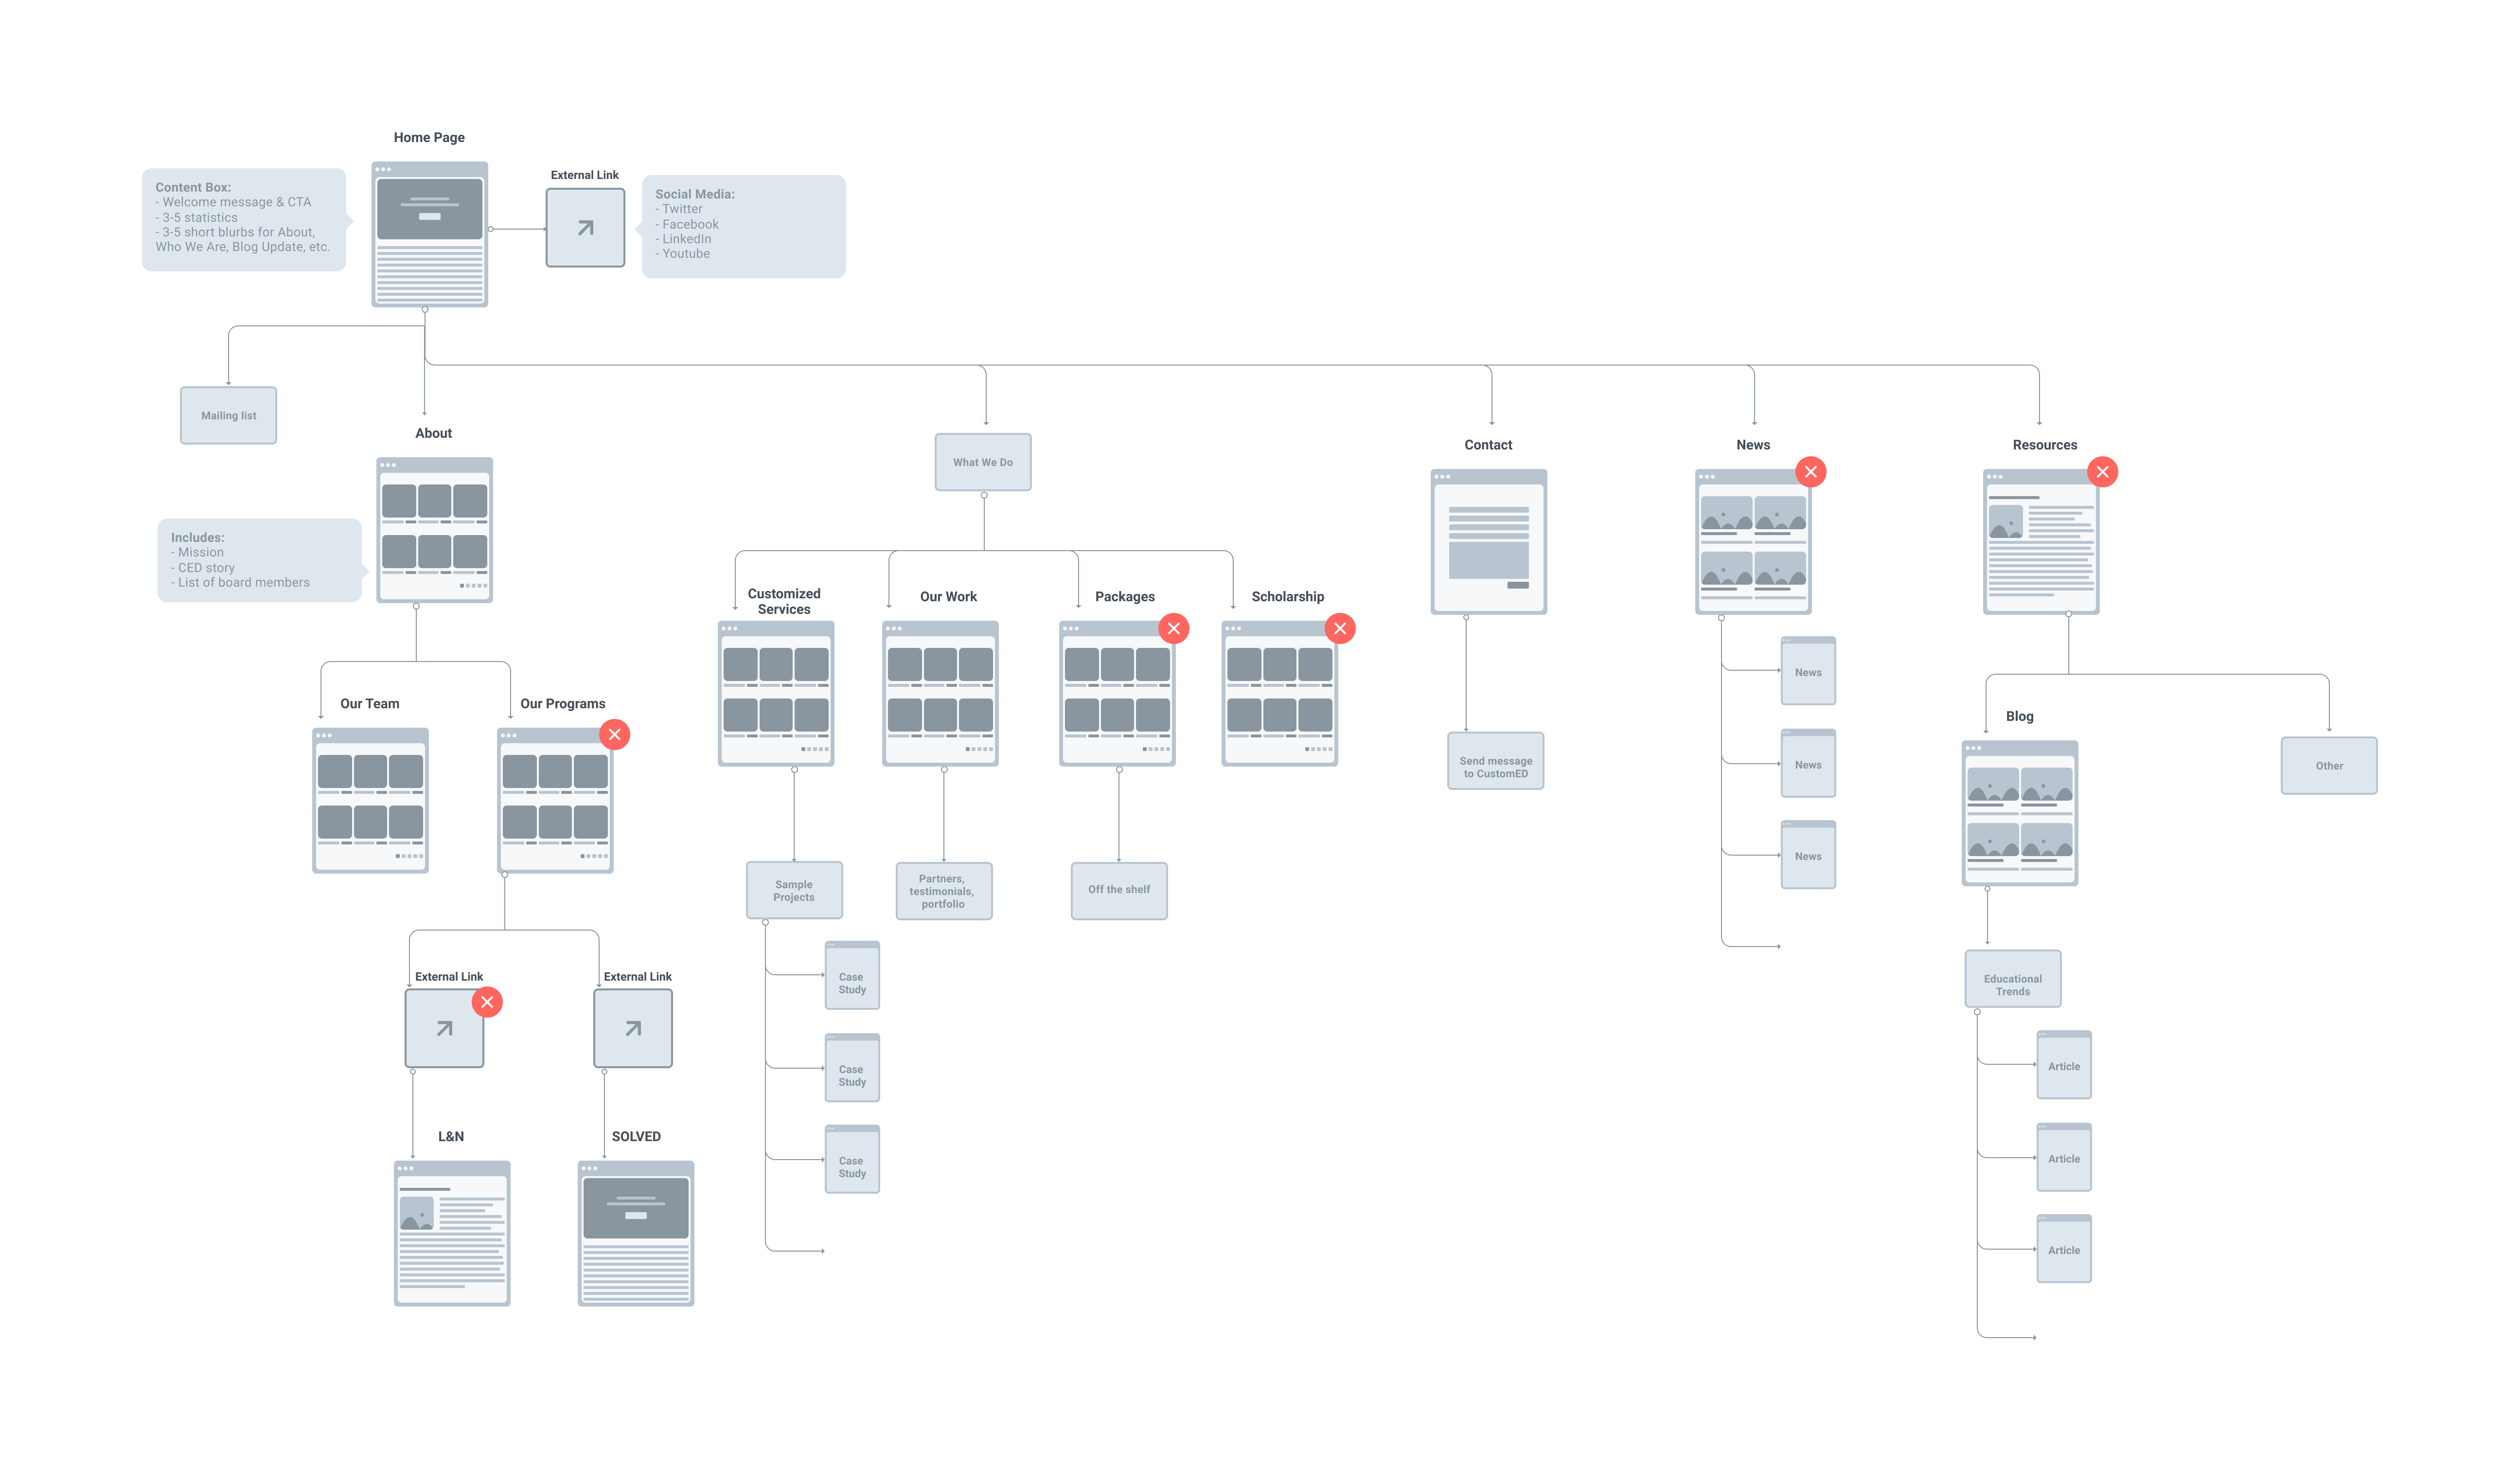 Home Page
Content Box:
- Welcome message & CTA
- 3-5 statistics
- 3-5 short blurbs for About,
Who We Are, Blog Update, etc.
External Link
Social Media:
- Twitter
- Facebook
- LinkedIn
- Youtube
Mailing list
About
Includes:
- Mission
- CED story
- List of board members
What We Do
Contact
News
Resources
Customized
Services
Our Work
Packages
Scholarship
Our Team
Our Programs
Send message
to CustomED
News
News
News
Blog
Other
Sample
Projects
Partners,
testimonials,
portfolio
Off the shelf
External Link
External Link
Case
Study
Case
Study
Case
Study
Educational
Trends
Article
Article
Article
L&N
SOLVED